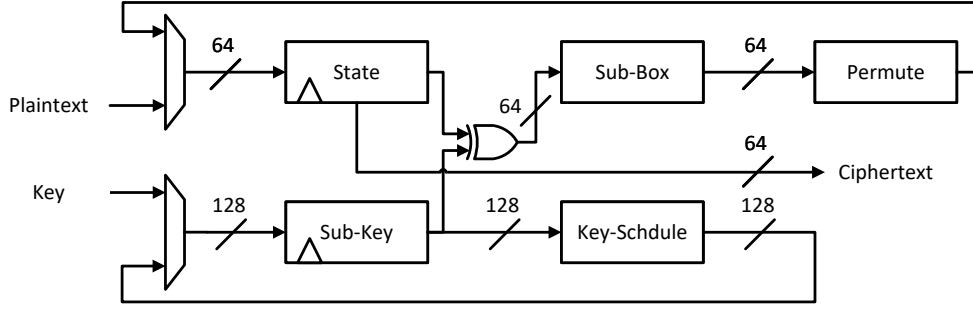 64
State
Sub-Box
64
Permute
Plaintext
64
64
Ciphertext
Key
128
Sub-Key
128
Key-Schdule
128